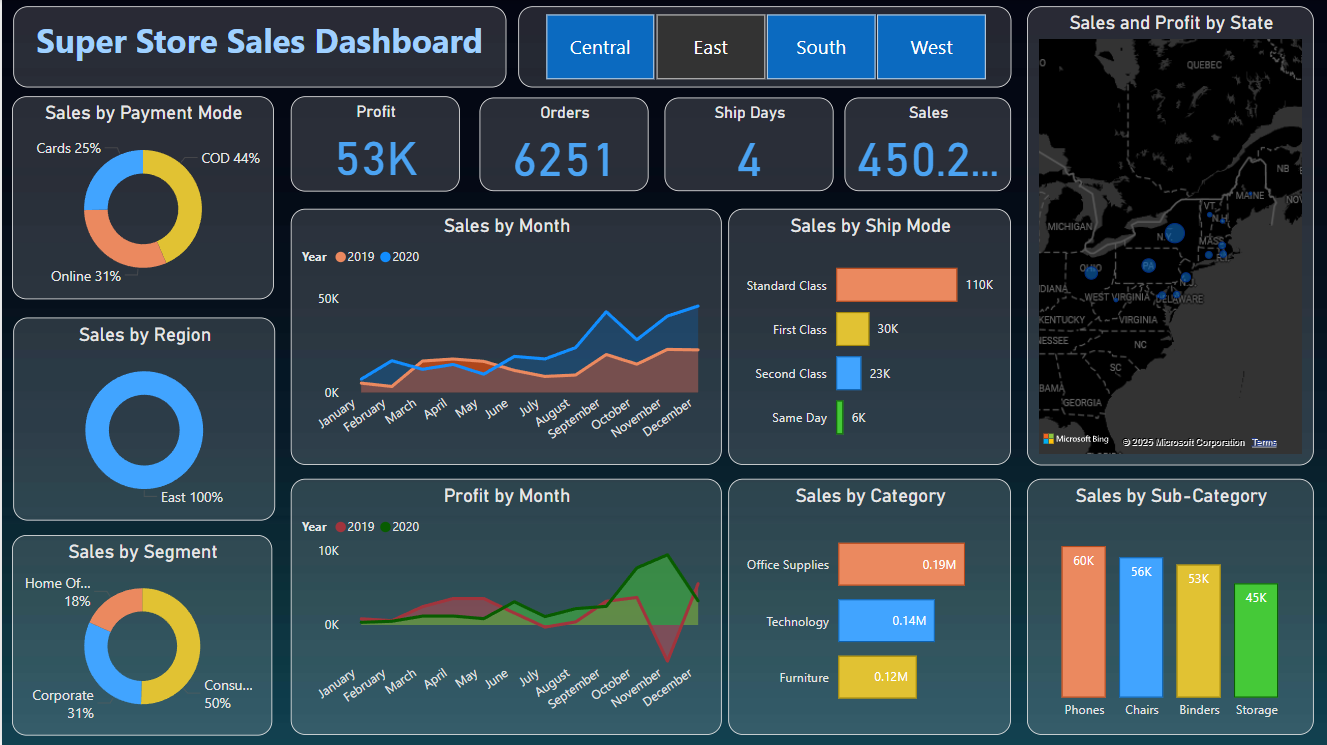 Super Store Sales Dashboard
Central
East
South
West
Sales and Profit by State
Sales by Payment Mode
Cards 25%
COD 44%
Online 31%
Profit
53K
Orders
6251
Ship Days
4
Sales
450.2...
Sales by Month
Year 2019 2020
50K
0K
January
February
March
April
May
June
July
August
September
October
November
December
Sales by Ship Mode
Standard Class 110K
First Class 30K
Second Class 23K
Same Day 6K
QUEBEC
NB
MAINE
VT.
N.H.
NO
MICHIGAN
N.Y.
MASS.
R.I.
OHIO
PA
N.J.
DIANA
WEST VIRGINIA
DELAWARE
KENTUCKY
VIRGINIA
NESSEE
NC
SC
BAMA
GEORGIA
Microsoft Bing
© 2025 Microsoft Corporation Terms
Sales by Region
East 100%
Sales by Segment
Home Of...
18%
Corporate
31%
Consu...
50%
Profit by Month
Year 2019 2020
10K
0K
January
February
March
April
May
June
July
August
September
October
November
December
Sales by Category
Office Supplies 0.19M
Technology 0.14M
Furniture 0.12M
Sales by Sub-Category
60K
56K
53K
45K
Phones
Chairs
Binders
Storage